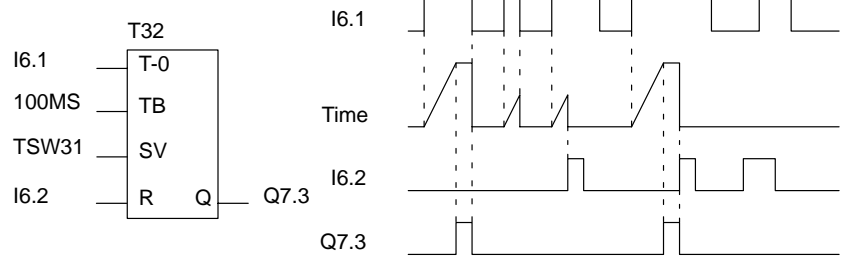 T32
I6.1 T-0
100MS TB
TSW31 SV
I6.2 R Q Q7.3
I6.1
Time
I6.2
Q7.3